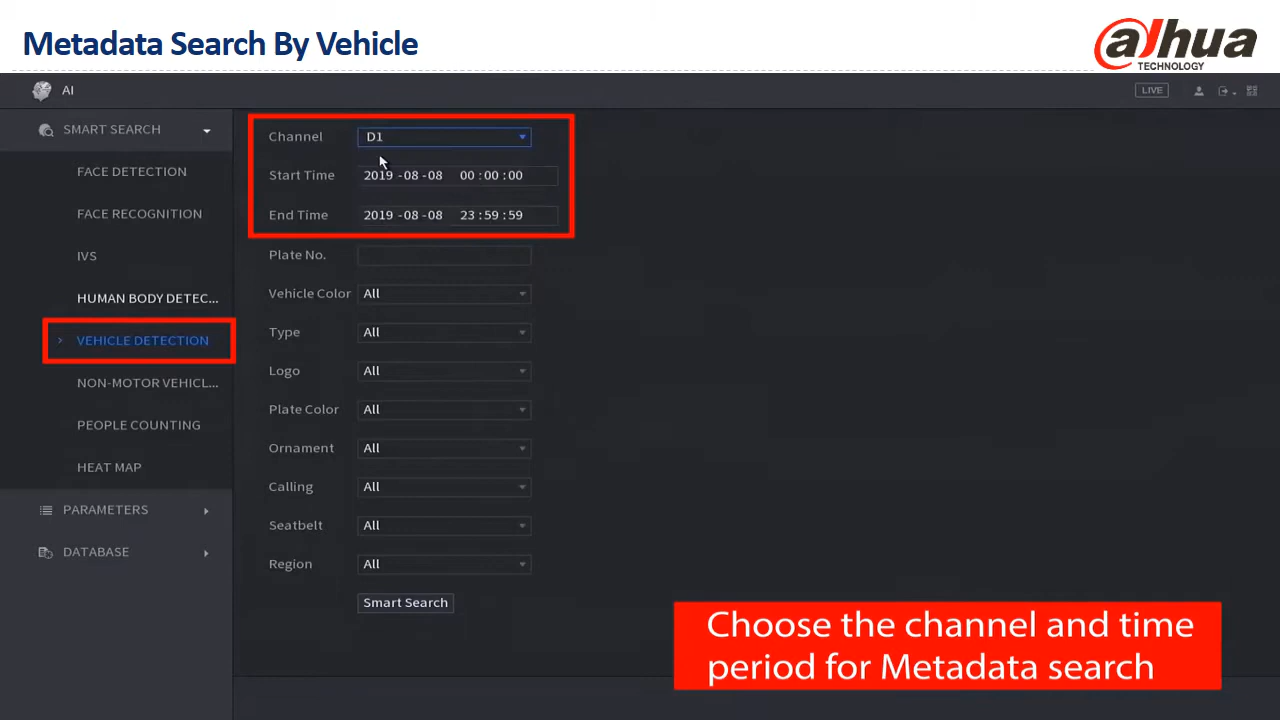 Metadata Search By Vehicle
alhua
TECHNOLOGY
AI
LIVE
SMART SEARCH
FACE DETECTION
FACE RECOGNITION
IVS
HUMAN BODY DETEC...
VEHICLE DETECTION
NON-MOTOR VEHICL...
PEOPLE COUNTING
HEAT MAP
PARAMETERS
DATABASE
Channel D1
Start Time 2019 -08 -08 00 : 00 : 00
End Time 2019 -08 -08 23 : 59 : 59
Plate No.
Vehicle Color All
Type All
Logo All
Plate Color All
Ornament All
Calling All
Seatbelt All
Region All
Smart Search
Choose the channel and time
period for Metadata search